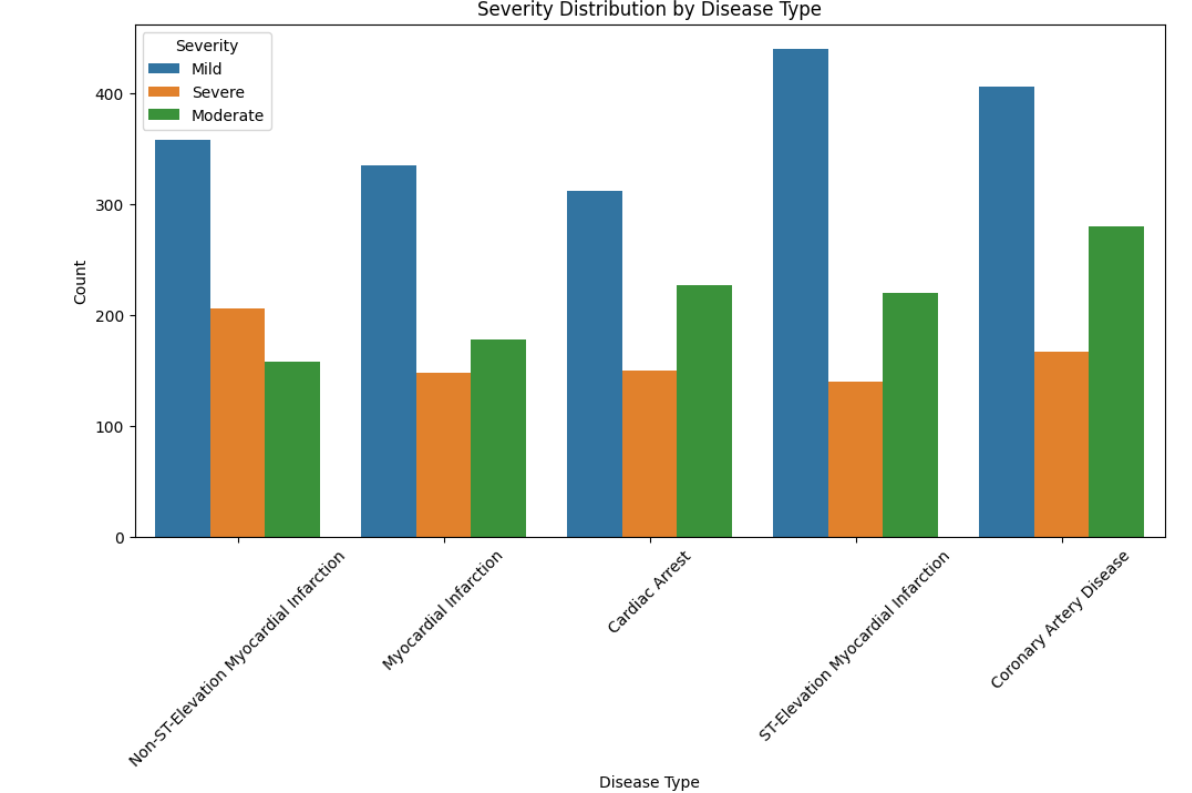 Severity Distribution by Disease Type
Severity
Mild
Severe
Moderate
400
300
200
100
0
Count
Non-ST-Elevation Myocardial Infarction
Myocardial Infarction
Cardiac Arrest
ST-Elevation Myocardial Infarction
Coronary Artery Disease
Disease Type